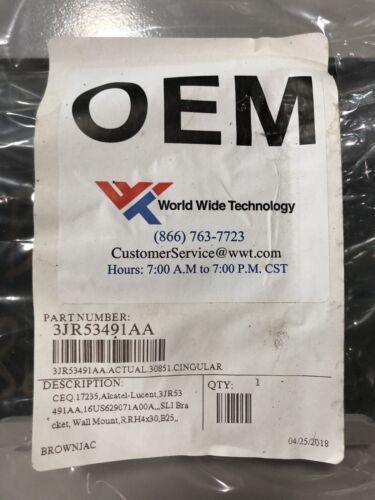 OEM
World Wide Technology
(866) 763-7723
CustomerService@wwt.com
Hours: 7:00 A.M to 7:00 P.M. CST
PART NUMBER:
3JR53491AA
3JR53491AA.ACTUAL.30851.CINGULAR
DESCRIPTION:
QTY: 1
CEQ.17235,Alcatel-Lucent,3JR53
491AA,16US629071A00A,,,SLI Bra
cket, Wall Mount,RRH4x30,B25,,
BROWNJAC
04/25/2018